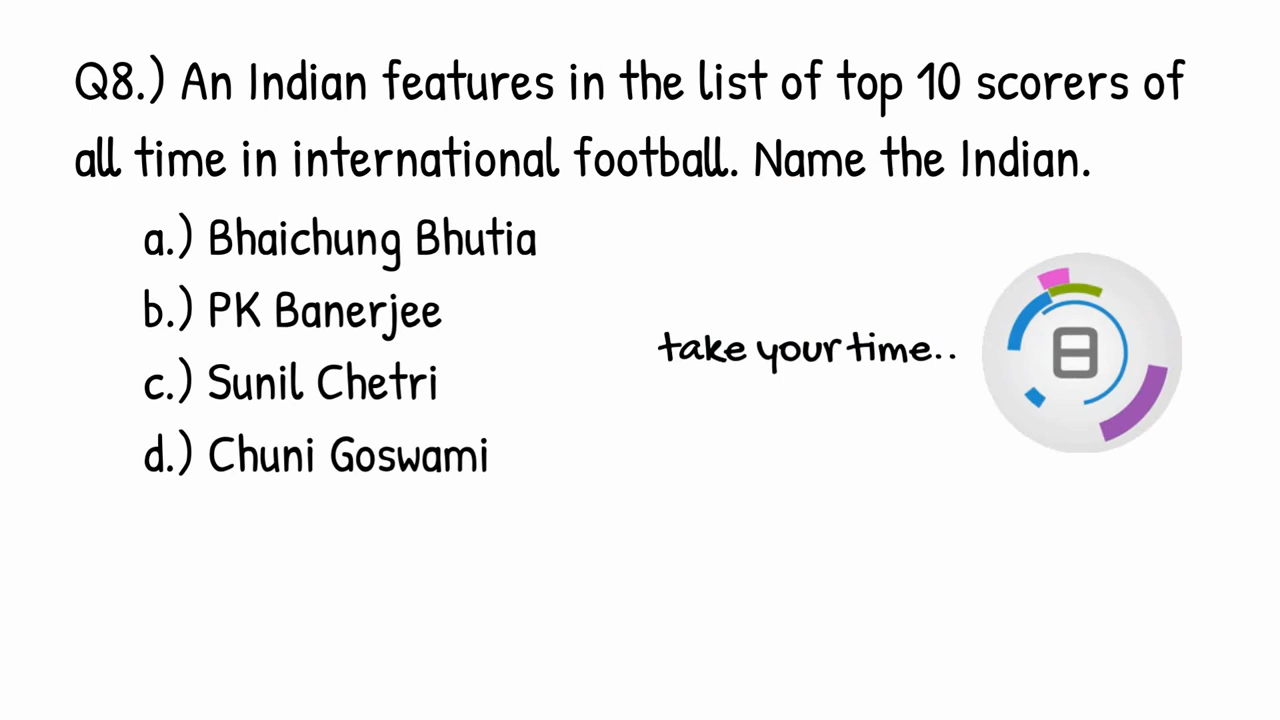 Q8.) An Indian features in the list of top 10 scorers of
all time in international football. Name the Indian.
a.) Bhaichung Bhutia
b.) PK Banerjee
c.) Sunil Chetri
d.) Chuni Goswami
take your time..
8